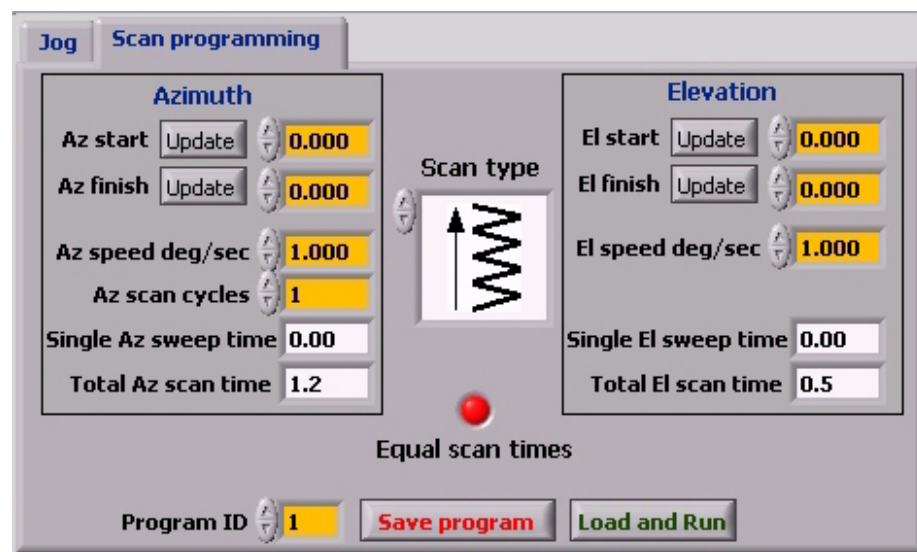 Jog
Scan programming
Azimuth
Az start Update 0.000
Az finish Update 0.000
Az speed deg/sec 1.000
Az scan cycles 1
Single Az sweep time 0.00
Total Az scan time 1.2
Scan type
Equal scan times
Elevation
El start Update 0.000
El finish Update 0.000
El speed deg/sec 1.000
Single El sweep time 0.00
Total El scan time 0.5
Program ID 1 Save program Load and Run